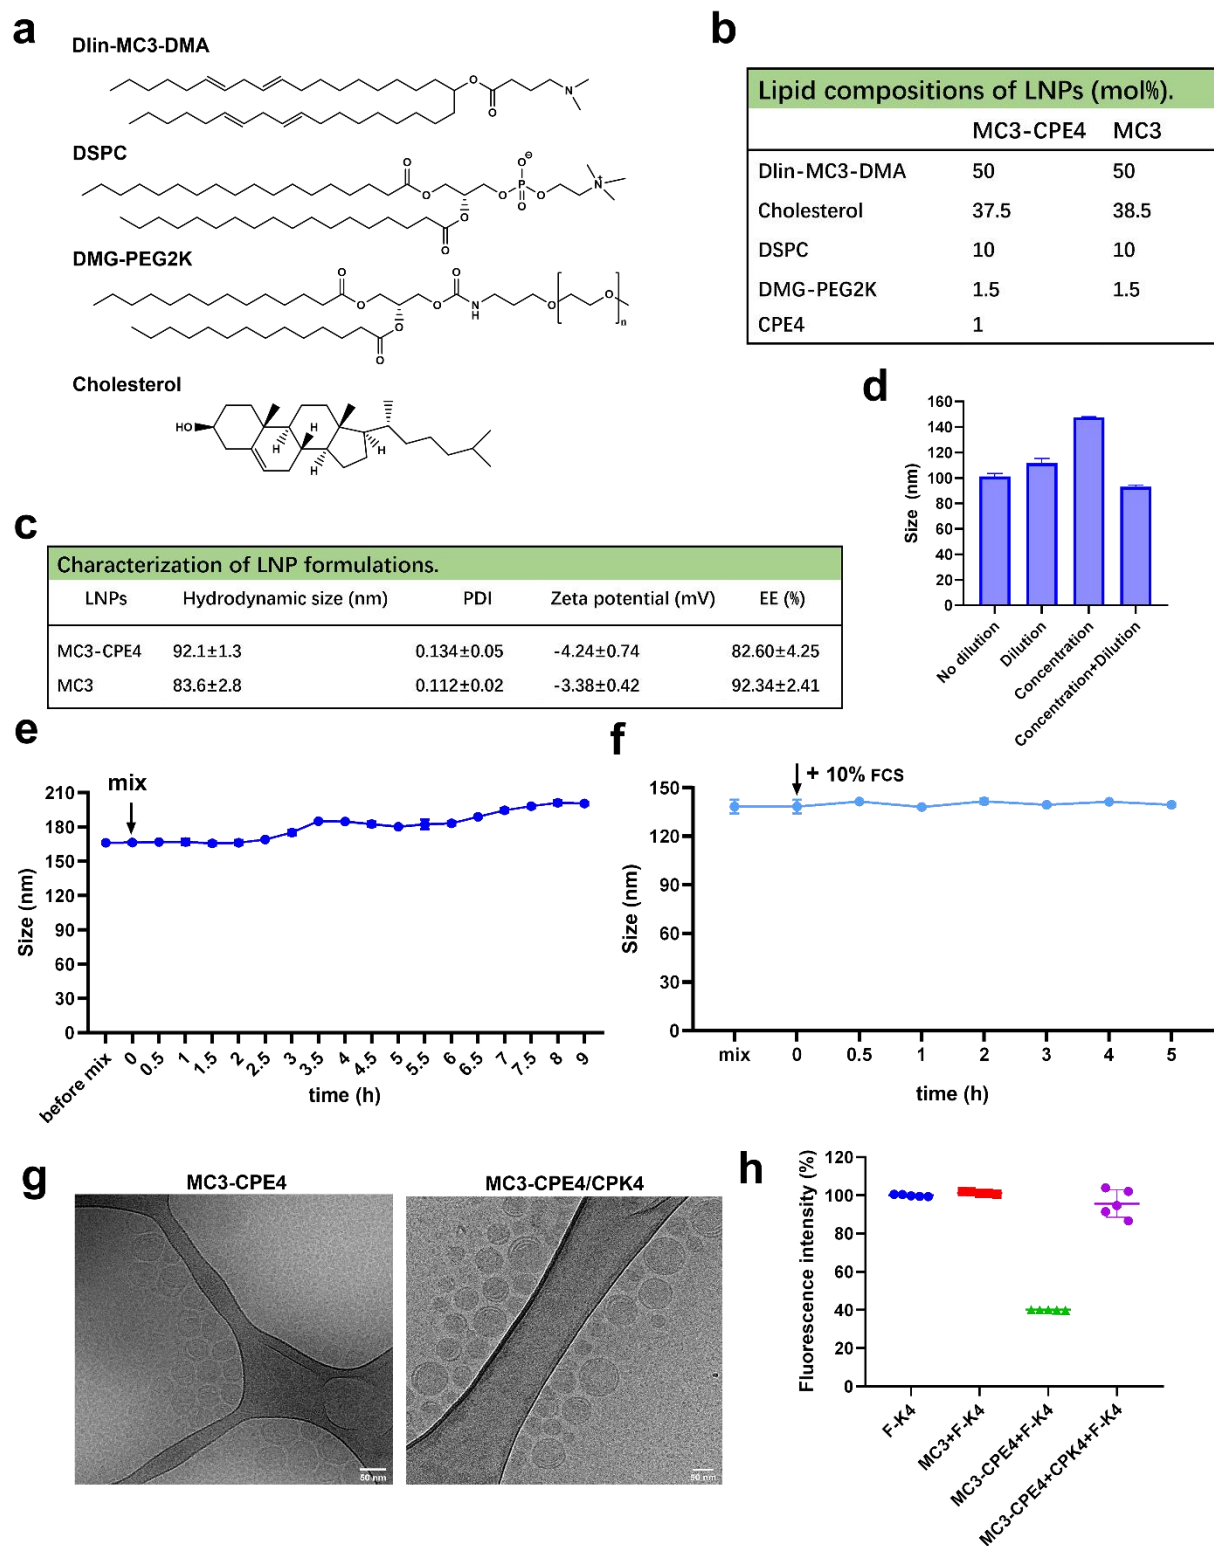 a
Dlin-MC3-DMA
O
O
N
DSPC
O
O
O
O
O
P
O
⊖
O
O
N
+
DMG-PEG2K
O
O
O
O
O
O
N
H
O
O
n
Cholesterol
HO
H
H
H
H
b
Lipid compositions of LNPs (mol%).
MC3-CPE4 MC3
Dlin-MC3-DMA 50 50
Cholesterol 37.5 38.5
DSPC 10 10
DMG-PEG2K 1.5 1.5
CPE4 1
c
Characterization of LNP formulations.
LNPs Hydrodynamic size (nm) PDI Zeta potential (mV) EE (%)
MC3-CPE4 92.1±1.3 0.134±0.05 -4.24±0.74 82.60±4.25
MC3 83.6±2.8 0.112±0.02 -3.38±0.42 92.34±2.41
d
Size (nm)
160
140
120
100
80
60
40
20
0
No dilution
Dilution
Concentration
Concentration+Dilution
e
mix
Size (nm)
210
180
150
120
90
60
30
0
before mix 0 0.5 1 1.5 2 2.5 3 3.5 4 4.5 5 5.5 6 6.5 7 7.5 8 9
time (h)
f
+ 10% FCS
Size (nm)
150
120
90
60
30
0
mix 0 0.5 1 2 3 4 5
time (h)
g
MC3-CPE4
50 nm
MC3-CPE4/CPK4
50 nm
h
Fluorescence intensity (%)
120
100
80
60
40
20
0
F-K4
MC3+F-K4
MC3-CPE4+F-K4
MC3-CPE4+CPK4+F-K4